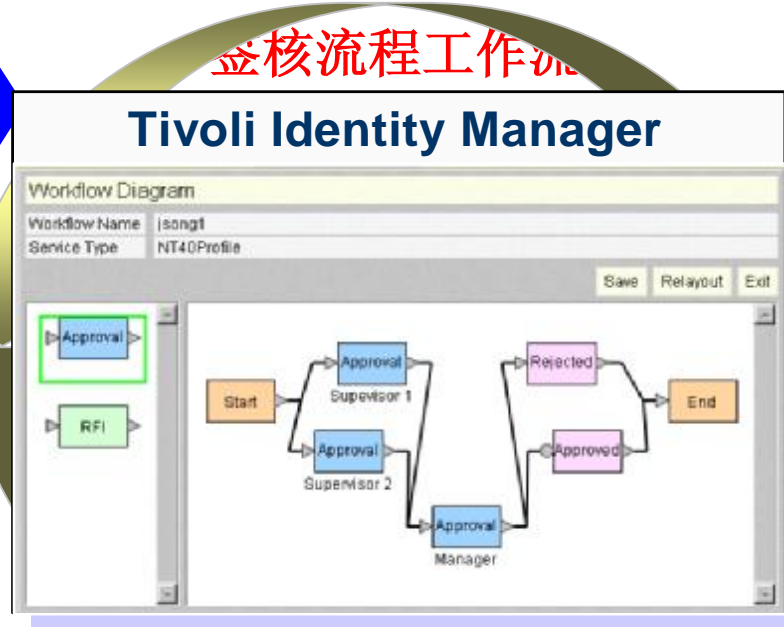 签核流程工作流
Tivoli Identity Manager
Workflow Diagram
Workflow Name jsong1
Service Type NT40Profile
Save Relayout Exit
Approval
RFI
Start
Approval
Supevisor 1
Approval
Supervisor 2
Approval
Manager
Rejected
Approved
End